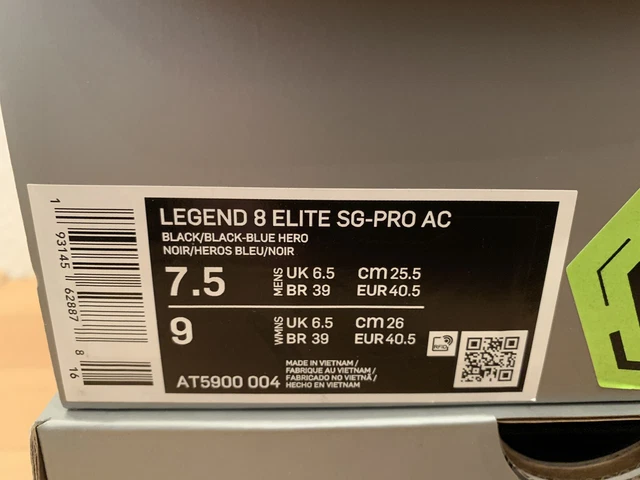 LEGEND 8 ELITE SG-PRO AC
BLACK/BLACK-BLUE HERO
NOIR/HEROS BLEU/NOIR
7.5 MENS UK 6.5 cm 25.5
BR 39 EUR 40.5
9 WMNS UK 6.5 cm 26
BR 39 EUR 40.5
MADE IN VIETNAM /
FABRIQUE AU VIETNAM /
FABRICADO NO VIETNÃ /
HECHO EN VIETNAM
AT5900 004
1 93145 62887 8 16
RFID